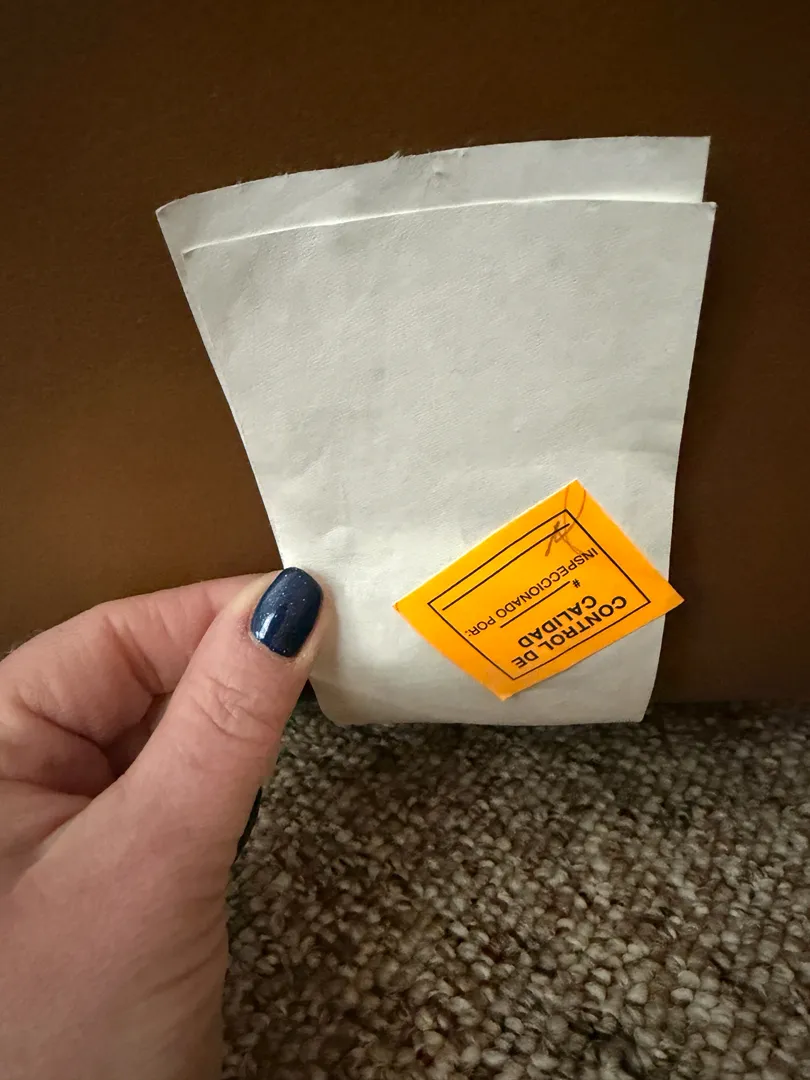 CONTROL DE
CALIDAD
#
INSPECCIONADO POR: